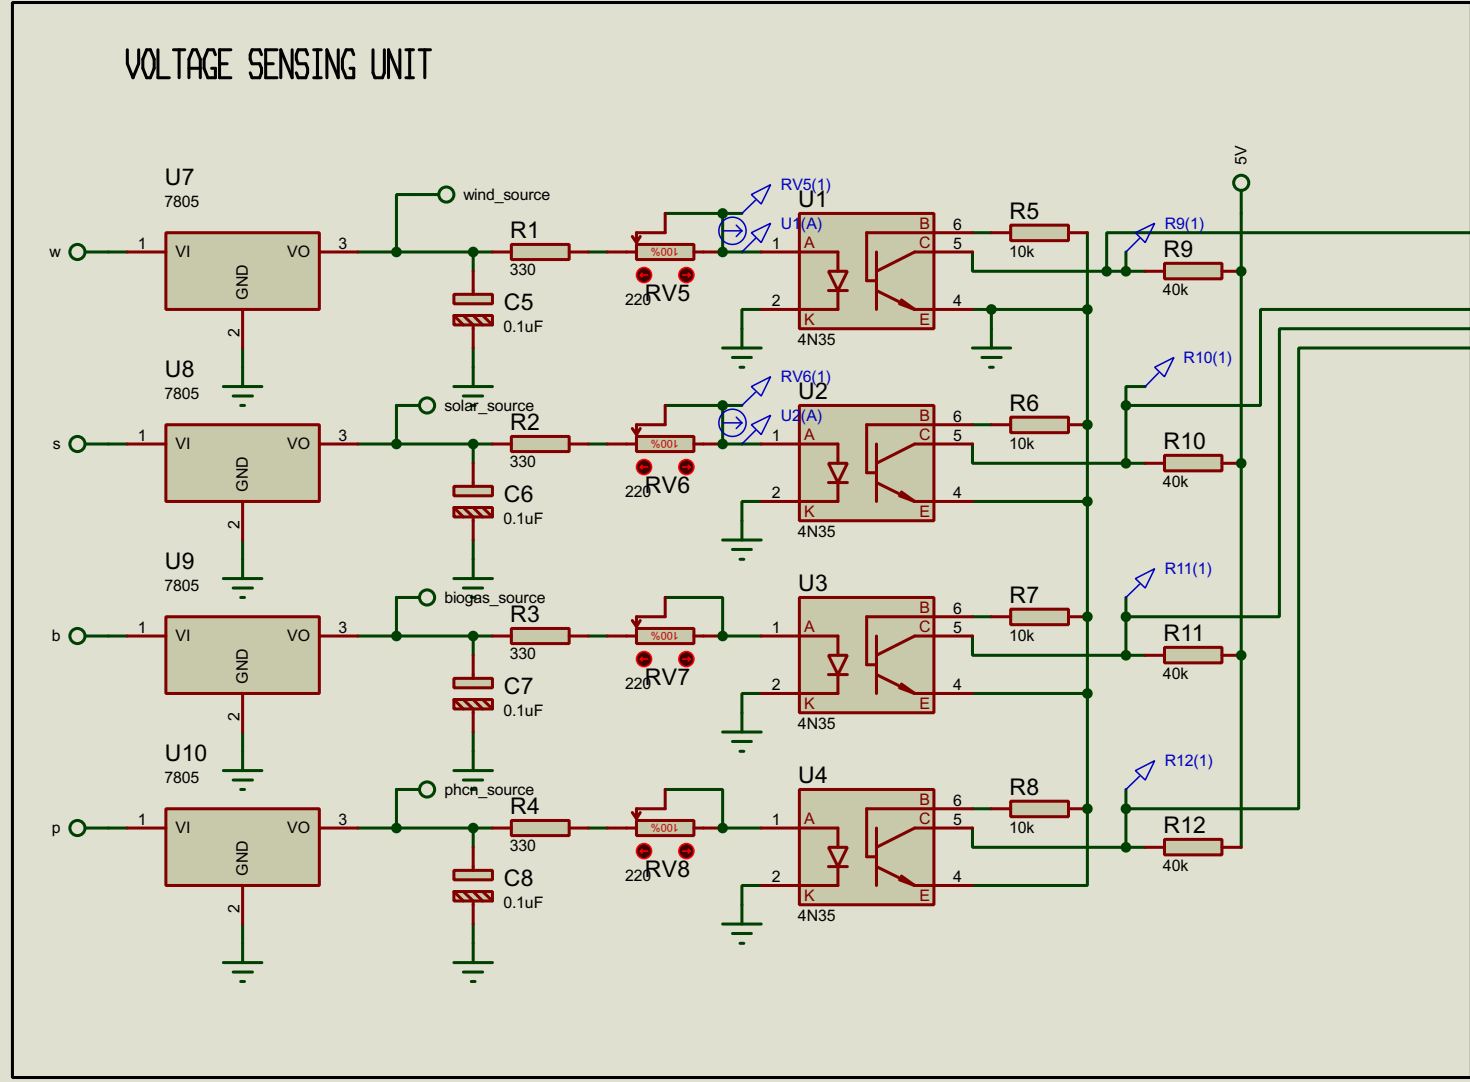 VOLTAGE SENSING UNIT
5V
U7
7805
w
1
VI
VO
3
GND
2
wind_source
R1
330
C5
0.1uF
100%
220
RV5
RV5(1)
U1(A)
U1
1
A
2
K
B
6
C
5
4
E
4N35
R5
10k
R9(1)
R9
40k
U8
7805
s
1
VI
VO
3
GND
2
solar_source
R2
330
C6
0.1uF
100%
220
RV6
RV6(1)
U2(A)
U2
1
A
2
K
B
6
C
5
4
E
4N35
R6
10k
R10(1)
R10
40k
U9
7805
b
1
VI
VO
3
GND
2
biogas_source
R3
330
C7
0.1uF
100%
220
RV7
U3
1
A
2
K
B
6
C
5
4
E
4N35
R7
10k
R11(1)
R11
40k
U10
7805
p
1
VI
VO
3
GND
2
phcn_source
R4
330
C8
0.1uF
100%
220
RV8
U4
1
A
2
K
B
6
C
5
4
E
4N35
R8
10k
R12(1)
R12
40k